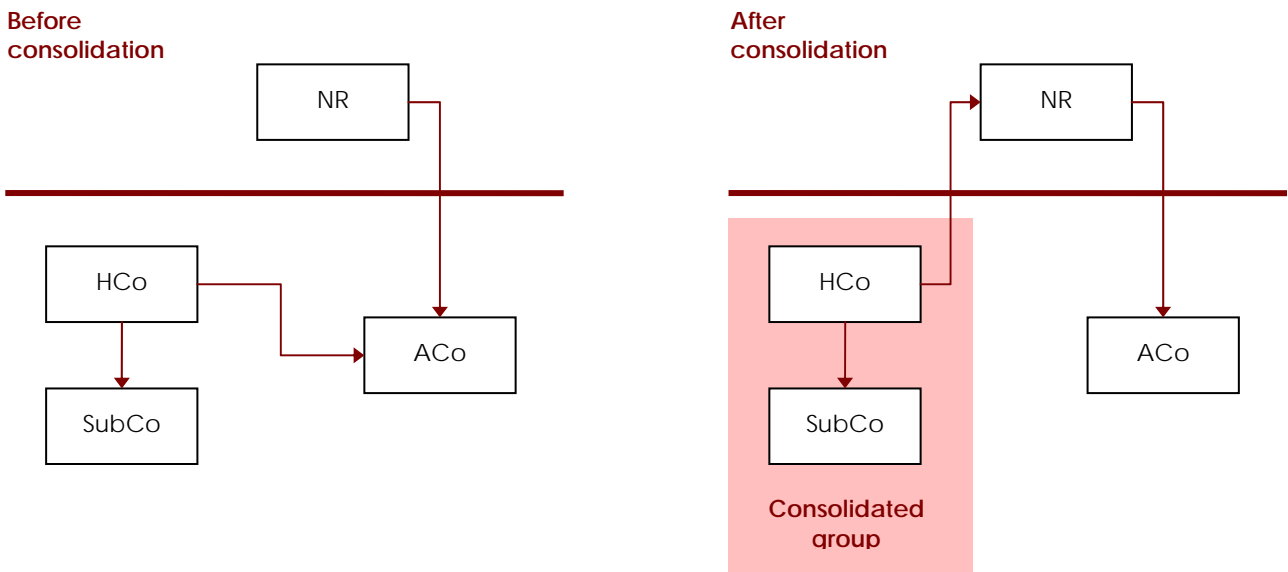 Before
consolidation
NR
HCo
ACo
SubCo
After
consolidation
NR
HCo
ACo
SubCo
Consolidated
group